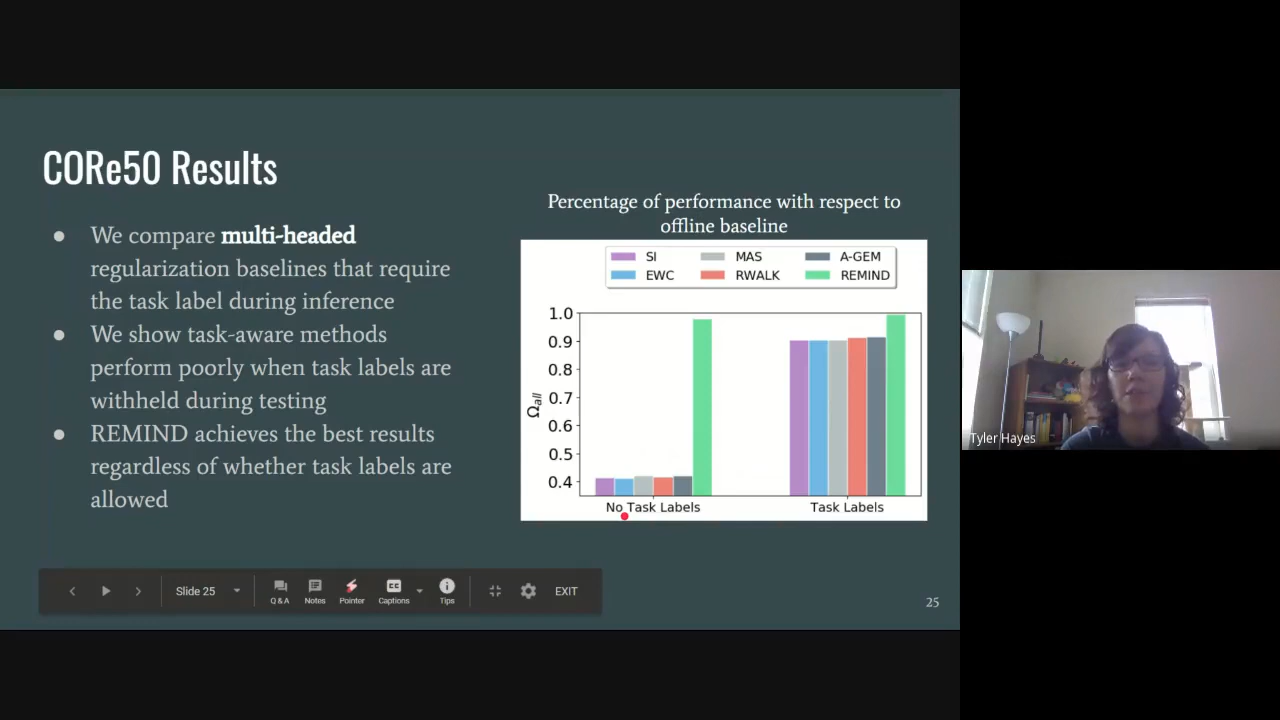 CORe50 Results
● We compare multi-headed
regularization baselines that require
the task label during inference
● We show task-aware methods
perform poorly when task labels are
withheld during testing
● REMIND achieves the best results
regardless of whether task labels are
allowed
Percentage of performance with respect to
offline baseline
SI MAS A-GEM
EWC RWALK REMIND
1.0
0.9
0.8
0.7
0.6
0.5
0.4
Ωall
No Task Labels Task Labels
Tyler Hayes
Slide 25 Q & A Notes Pointer Captions Tips EXIT
CC
25